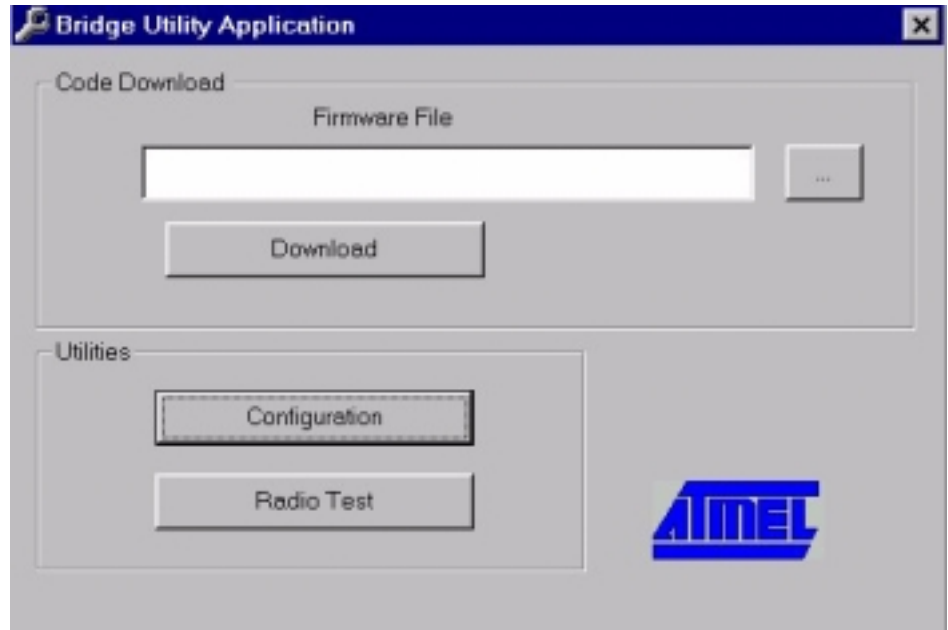 Bridge Utility Application
Code Download
Firmware File
...
Download
Utilities
Configuration
Radio Test
ATMEL